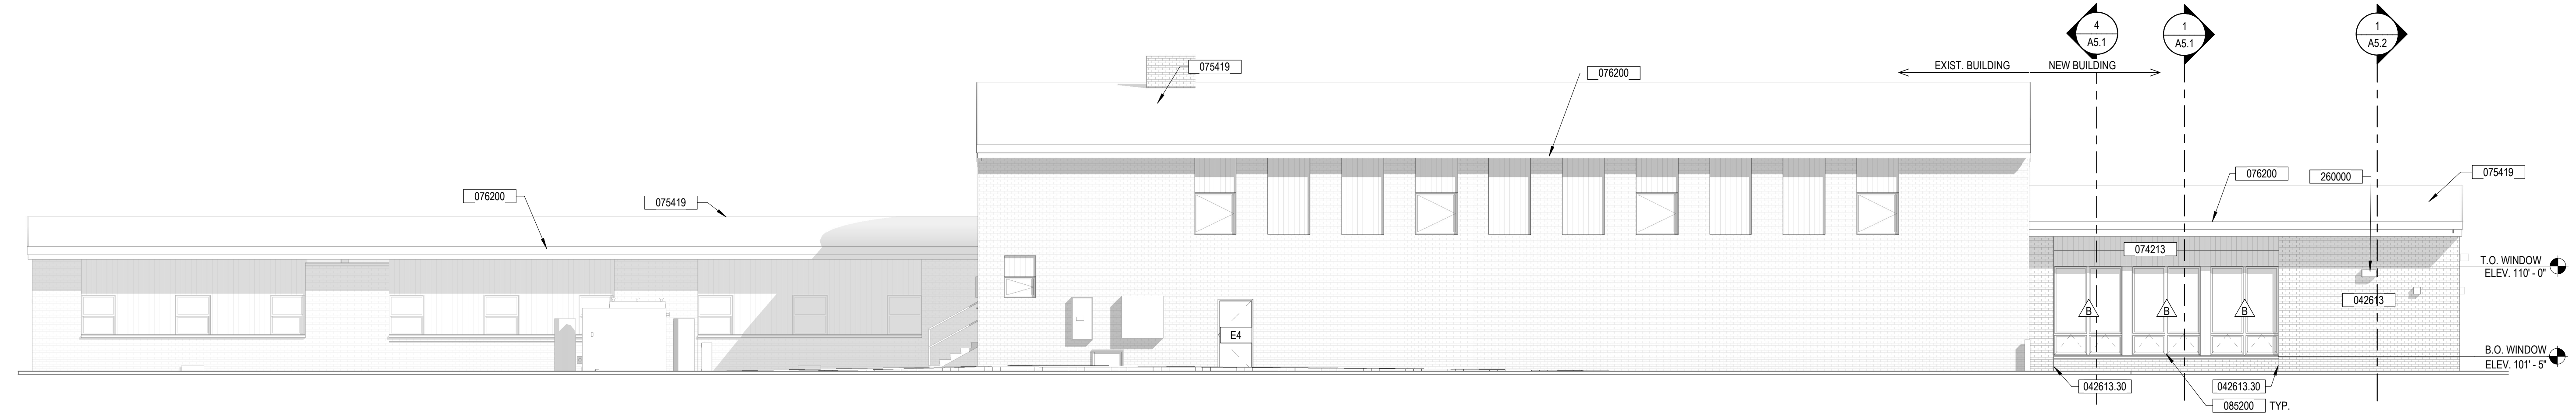 4
A5.1
1
A5.1
1
A5.2
EXIST. BUILDING
NEW BUILDING
075419
076200
076200
075419
076200
260000
075419
074213
T.O. WINDOW
ELEV. 110' - 0"
042613
B
B
B
E4
B.O. WINDOW
ELEV. 101' - 5"
042613.30
042613.30
085200 TYP.